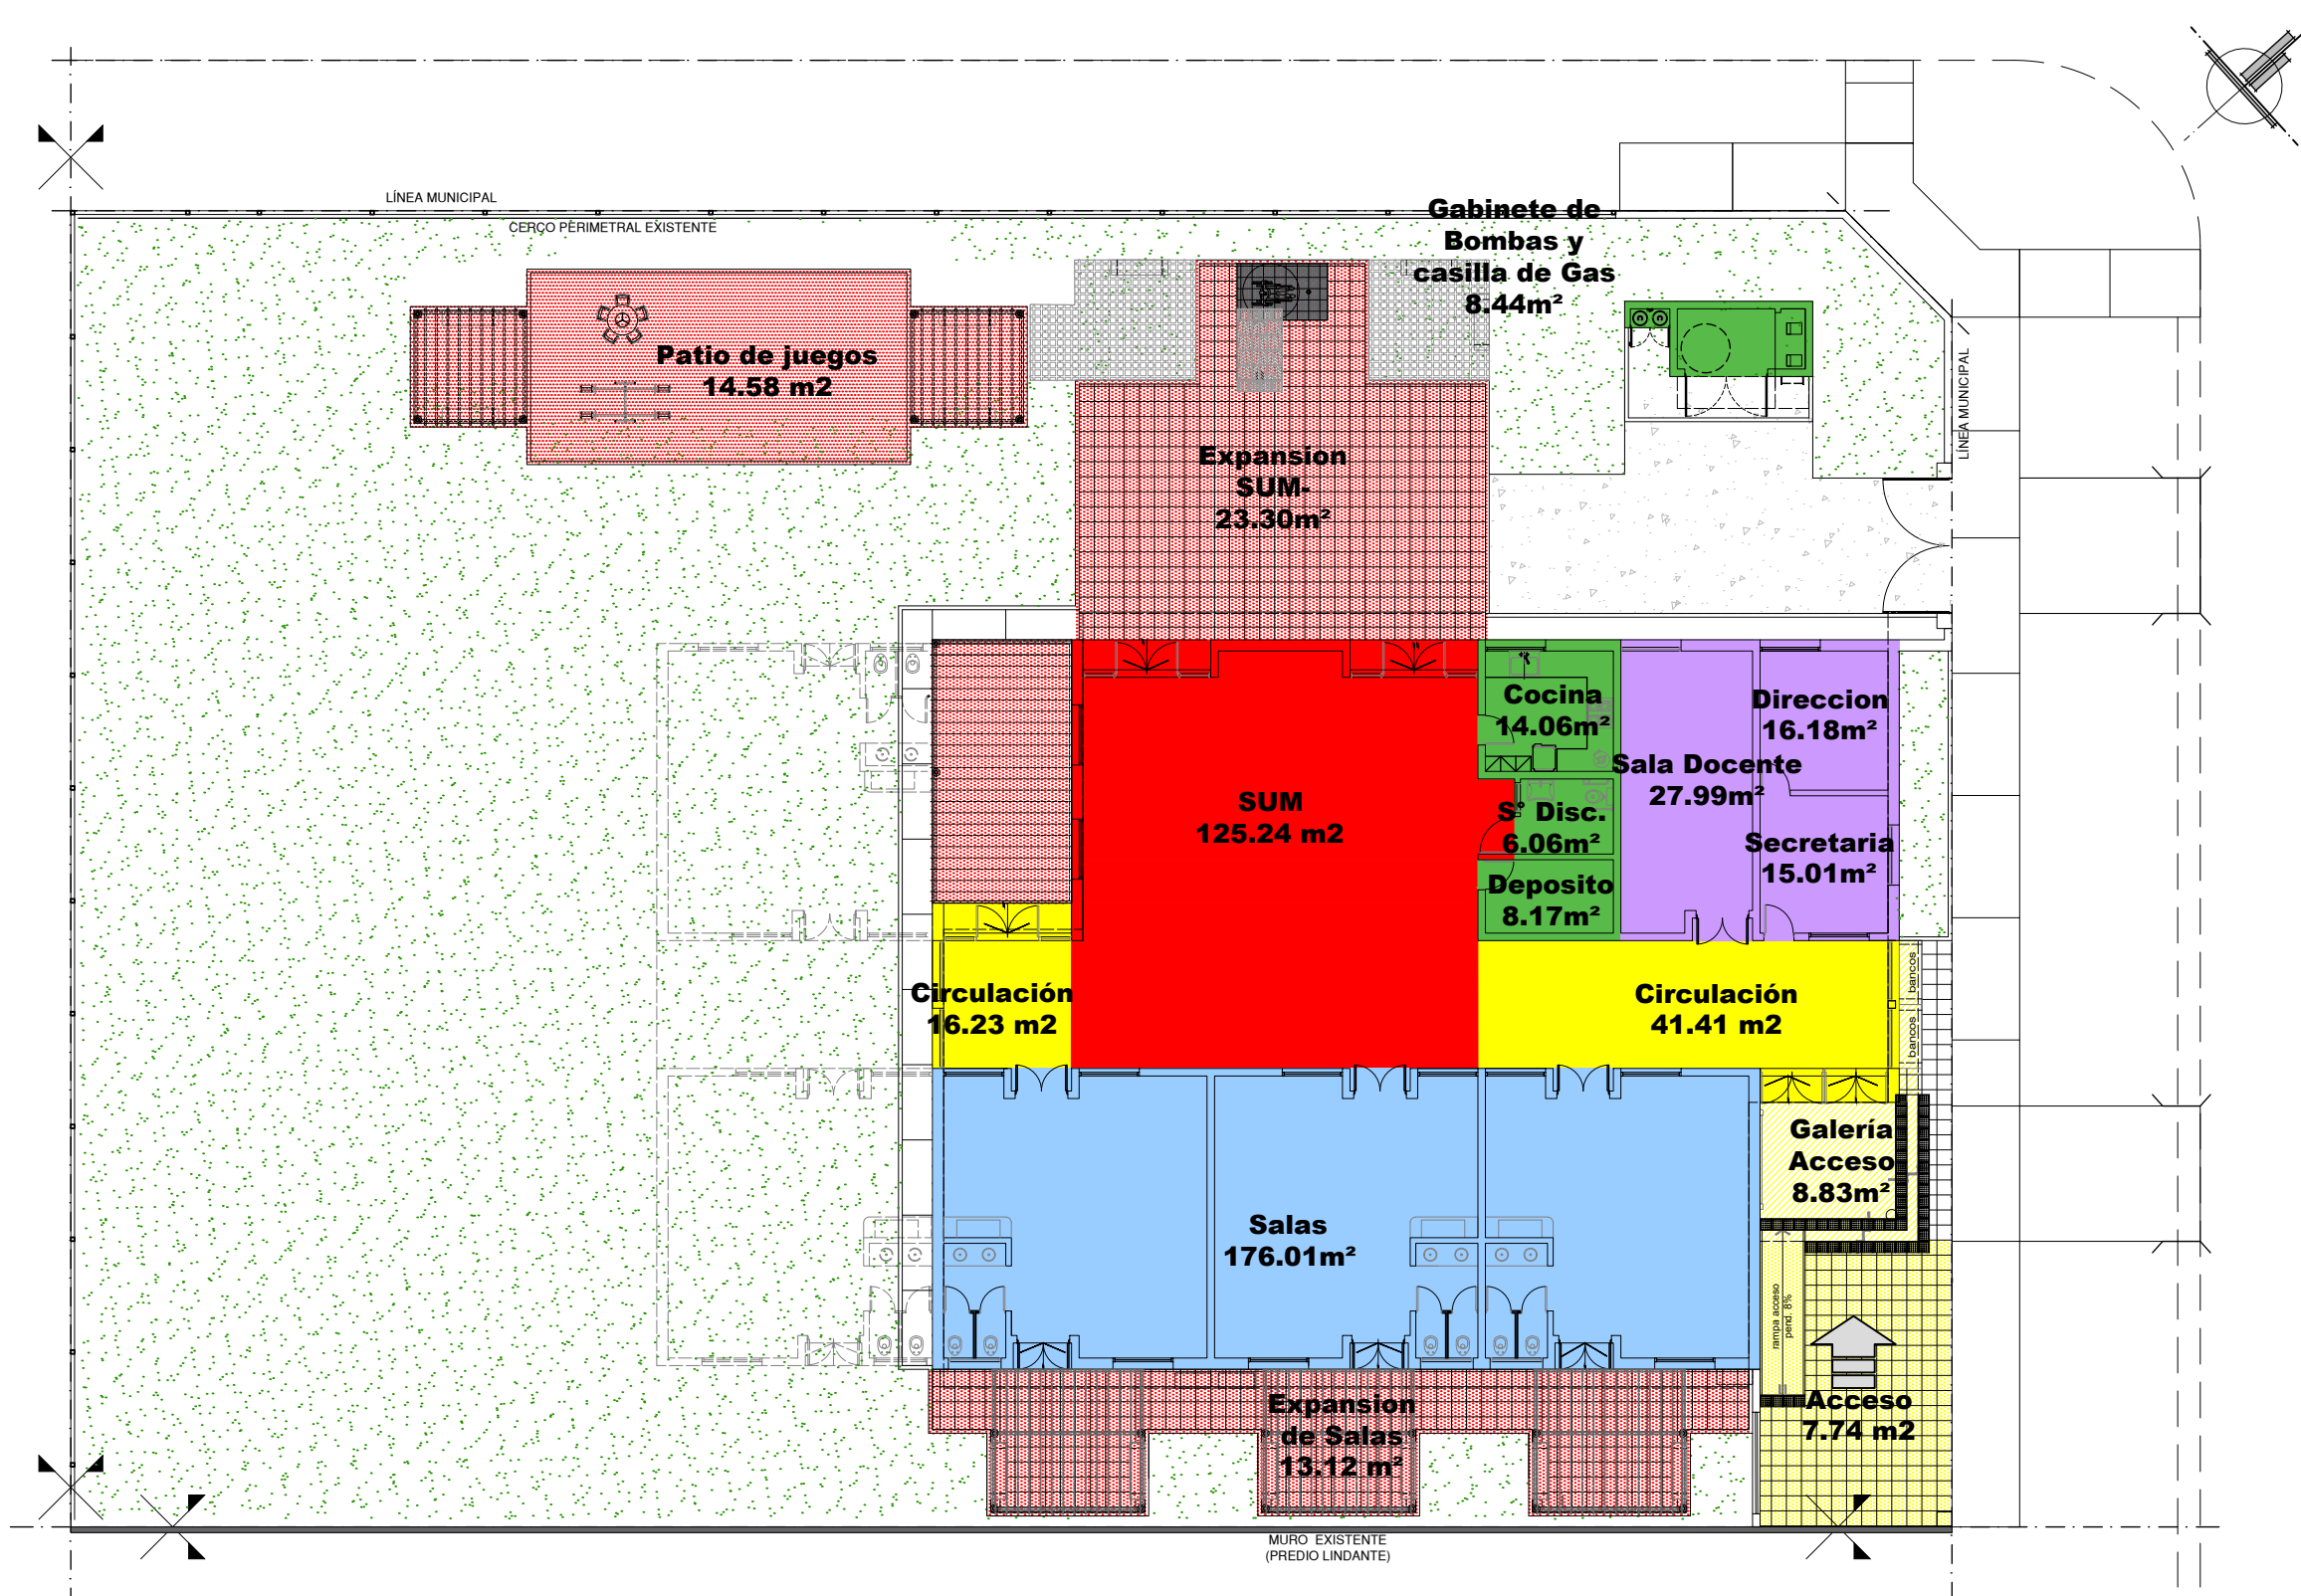 LÍNEA MUNICIPAL
CERCO PERIMETRAL EXISTENTE
Gabinete de
Bombas y
casilla de Gas
8.44m²
Patio de juegos
14.58 m2
LÍNEA MUNICIPAL
Expansion
SUM-
23.30m²
Cocina
14.06m²
Direccion
16.18m²
Sala Docente
27.99m²
SUM
125.24 m2
S° Disc.
6.06m²
Secretaria
15.01m²
Deposito
8.17m²
bancos
bancos
Circulación
16.23 m2
Circulación
41.41 m2
Galería
Acceso
8.83m²
Salas
176.01m²
rampa acceso
pend. 8%
Acceso
7.74 m2
Expansion
de Salas
13.12 m²
MURO EXISTENTE
(PREDIO LINDANTE)